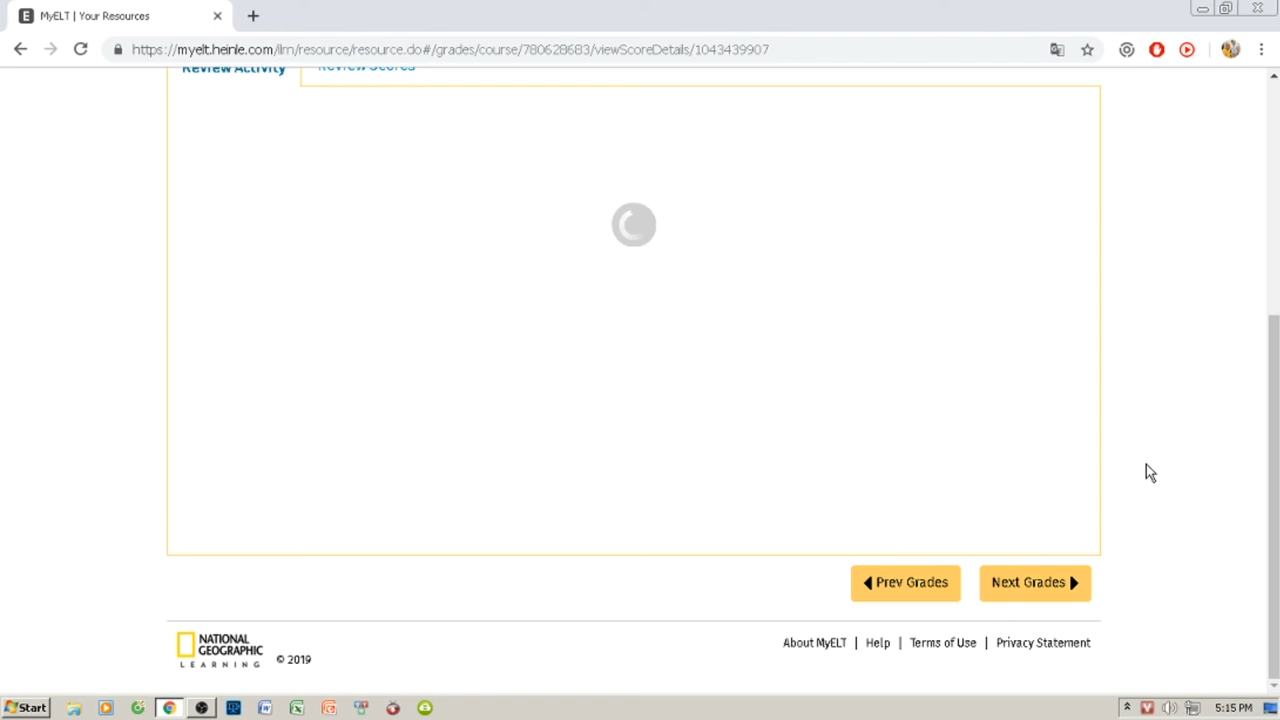 MyELT | Your Resources
https://myelt.heinle.com/ilrn/resource/resource.do#/grades/course/780628683/viewScoreDetails/1043439907
Review Activity
Review Scores
Prev Grades
Next Grades
NATIONAL
GEOGRAPHIC
LEARNING
© 2019
About MyELT | Help | Terms of Use | Privacy Statement
Start
5:15 PM